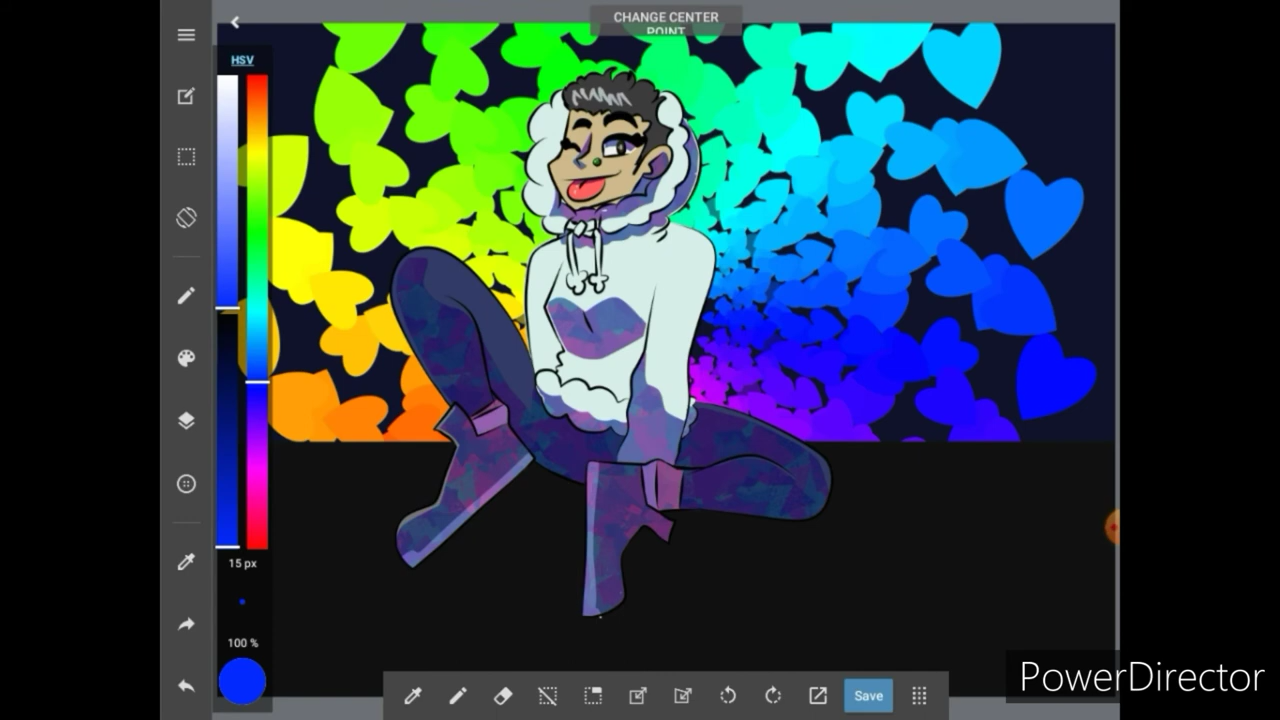 CHANGE CENTER
POINT
HSV
15 px
100 %
Save
PowerDirector